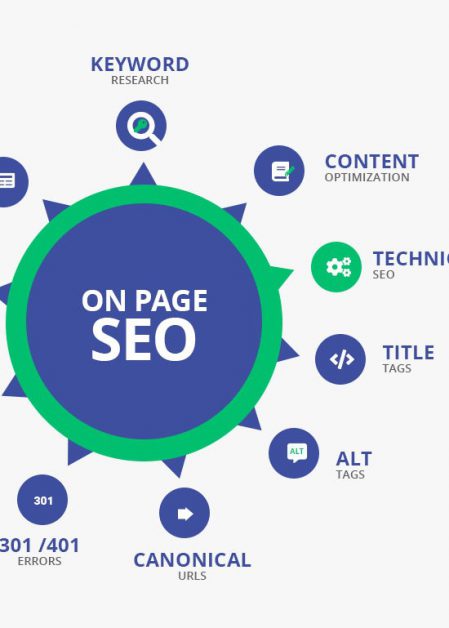 KEYWORD
RESEARCH
CONTENT
OPTIMIZATION
TECHNIC
SEO
ON PAGE
SEO
TITLE
TAGS
ALT
ALT
TAGS
301
301 /401
ERRORS
CANONICAL
URLS